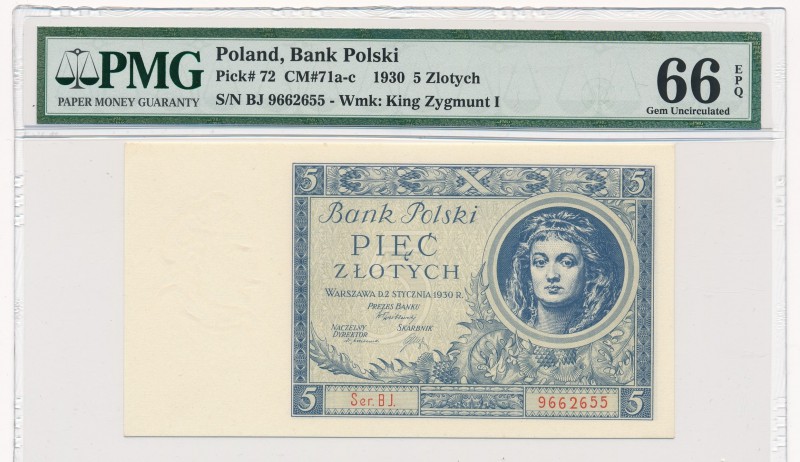 PMG
PAPER MONEY GUARANTY
Poland, Bank Polski
Pick# 72 CM#71a-c 1930 5 Zlotych
S/N BJ 9662655 - Wmk: King Zygmunt I
66 EPQ
Gem Uncirculated
5 5
Bank Polski
PIĘĆ
ZŁOTYCH
WARSZAWA D. 2 STYCZNIA 1930 R.
PREZES BANKU
NACZELNY SKARBNIK
DYREKTOR
5 Ser. BJ. 9662655 5